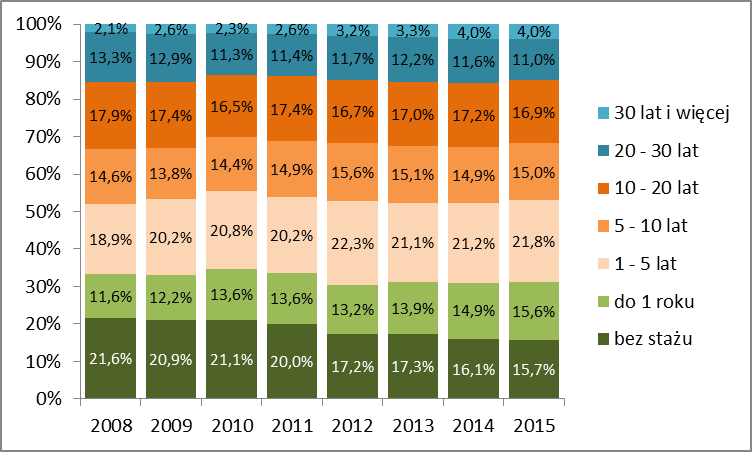 2,1% 2,6% 2,3% 2,6% 3,2% 3,3% 4,0% 4,0%
100%
13,3% 12,9% 11,3% 11,4% 11,7% 12,2% 11,6% 11,0%
90%
17,9% 17,4% 16,5% 17,4% 16,7% 17,0% 17,2% 16,9%
80%
70%
14,6% 13,8% 14,4% 14,9% 15,6% 15,1% 14,9% 15,0%
60%
50%
18,9% 20,2% 20,8% 20,2% 22,3% 21,1% 21,2% 21,8%
40%
30%
11,6% 12,2% 13,6% 13,6% 13,2% 13,9% 14,9% 15,6%
20%
21,6% 20,9% 21,1% 20,0% 17,2% 17,3% 16,1% 15,7%
10%
0%
2008 2009 2010 2011 2012 2013 2014 2015
30 lat i więcej
20 - 30 lat
10 - 20 lat
5 - 10 lat
1 - 5 lat
do 1 roku
bez stażu